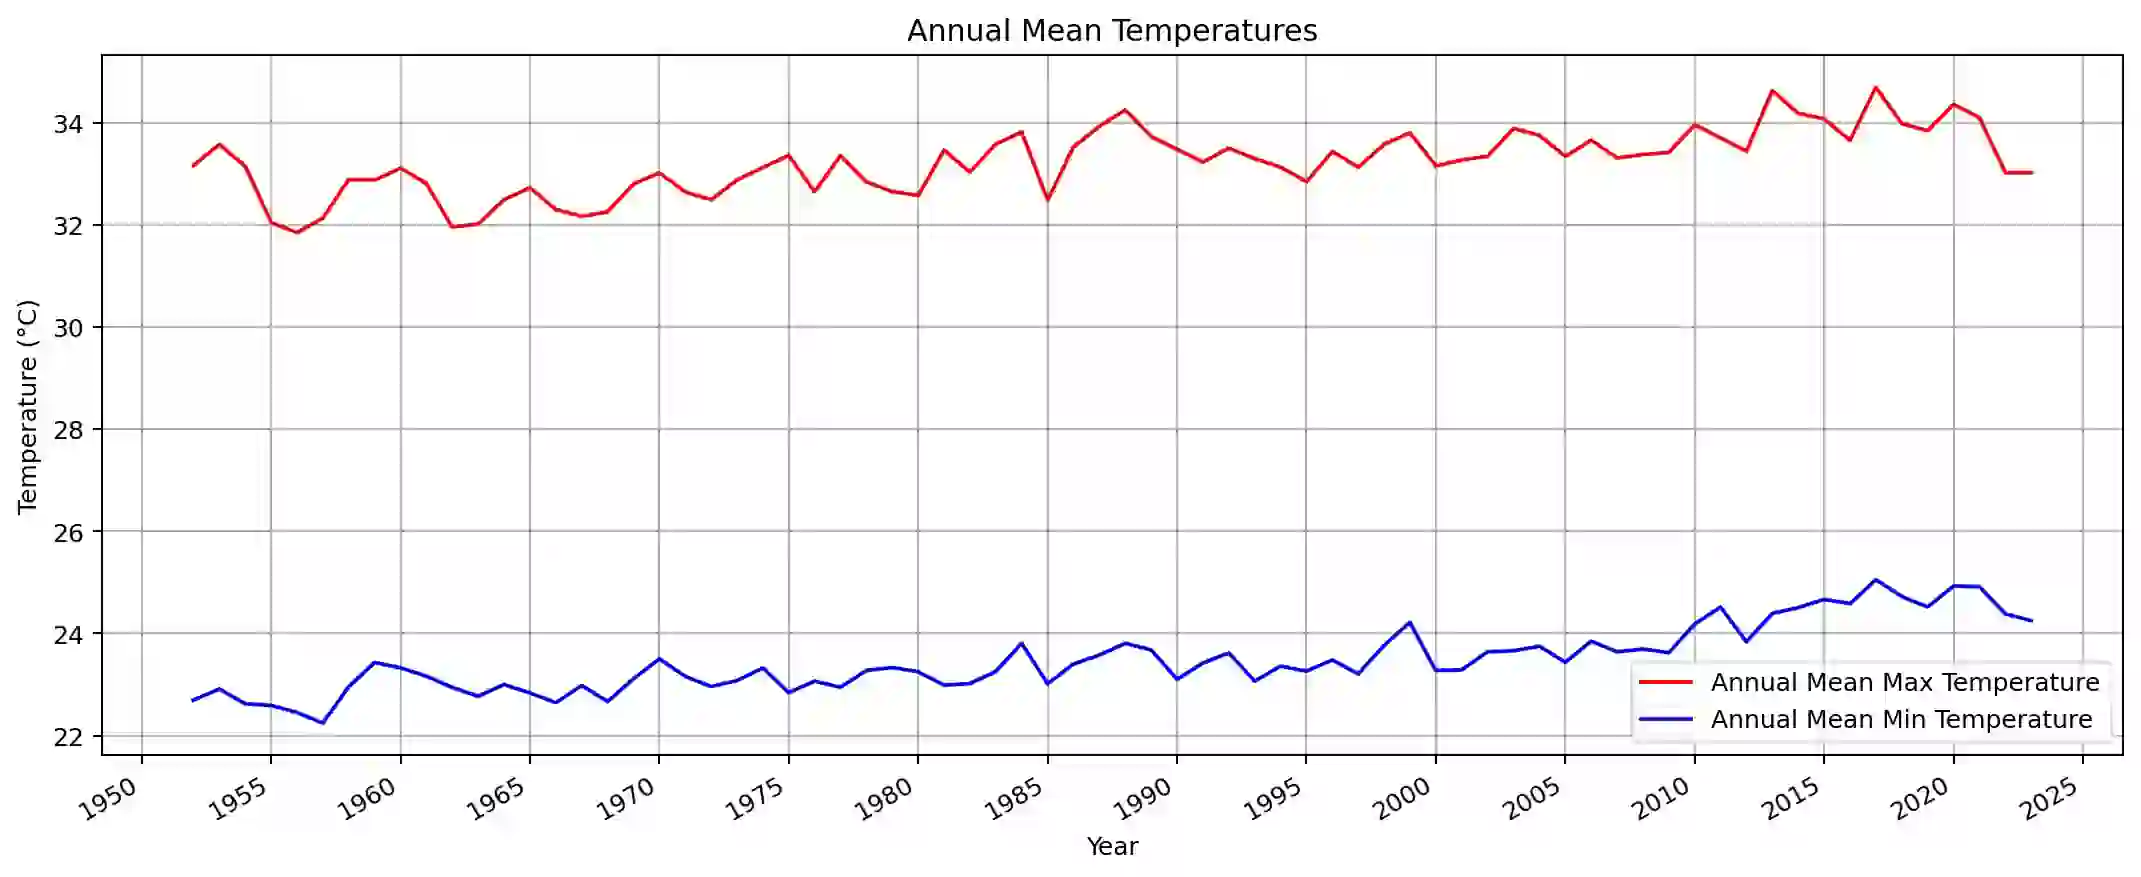 Annual Mean Temperatures
Temperature (°C)
34
32
30
28
26
24
22
Annual Mean Max Temperature
Annual Mean Min Temperature
1950 1955 1960 1965 1970 1975 1980 1985 1990 1995 2000 2005 2010 2015 2020 2025
Year